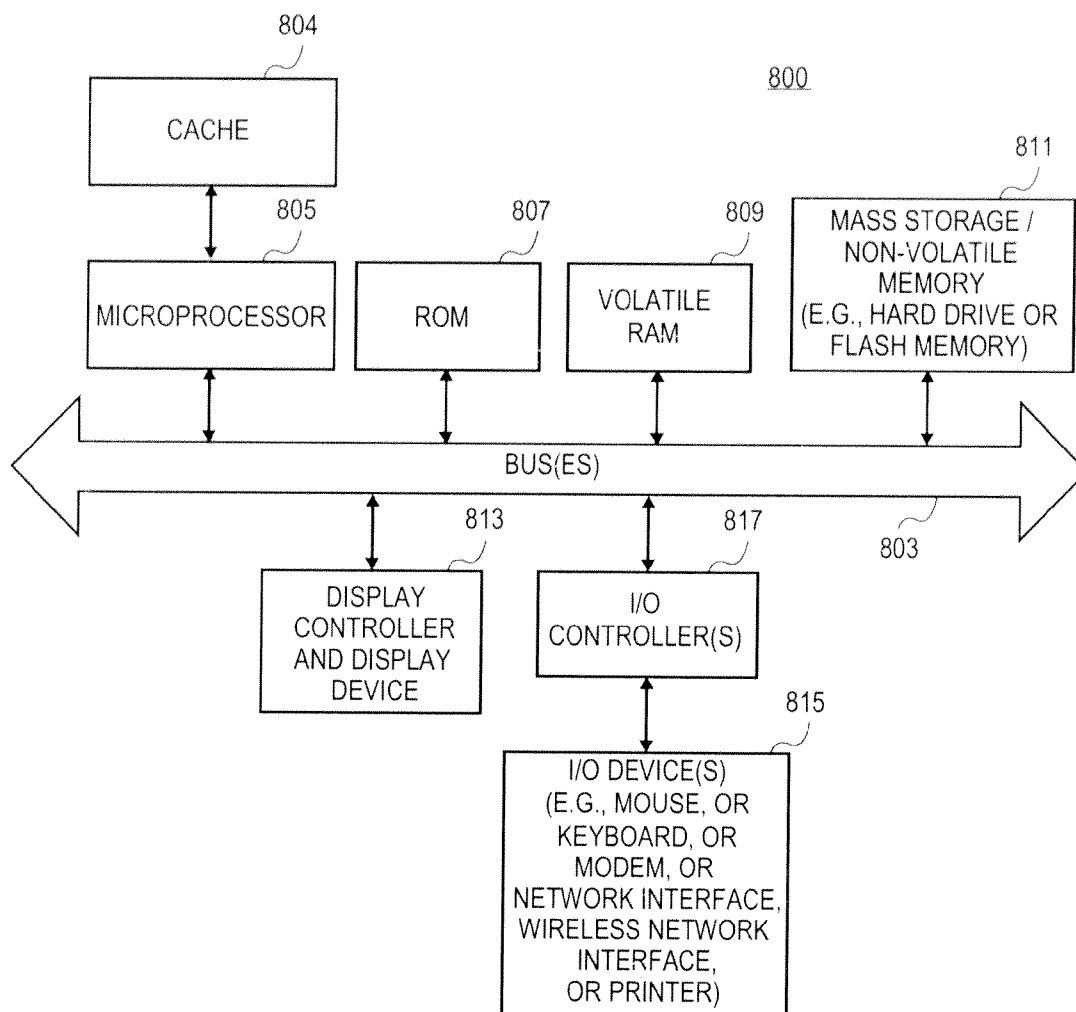 804
800
CACHE
811
805
807
809
MASS STORAGE /
NON-VOLATILE
MEMORY
(E.G., HARD DRIVE OR
FLASH MEMORY)
MICROPROCESSOR
ROM
VOLATILE
RAM
BUS(ES)
813
817
803
DISPLAY
CONTROLLER
AND DISPLAY
DEVICE
I/O
CONTROLLER(S)
815
I/O DEVICE(S)
(E.G., MOUSE, OR
KEYBOARD, OR
MODEM, OR
NETWORK INTERFACE,
WIRELESS NETWORK
INTERFACE,
OR PRINTER)